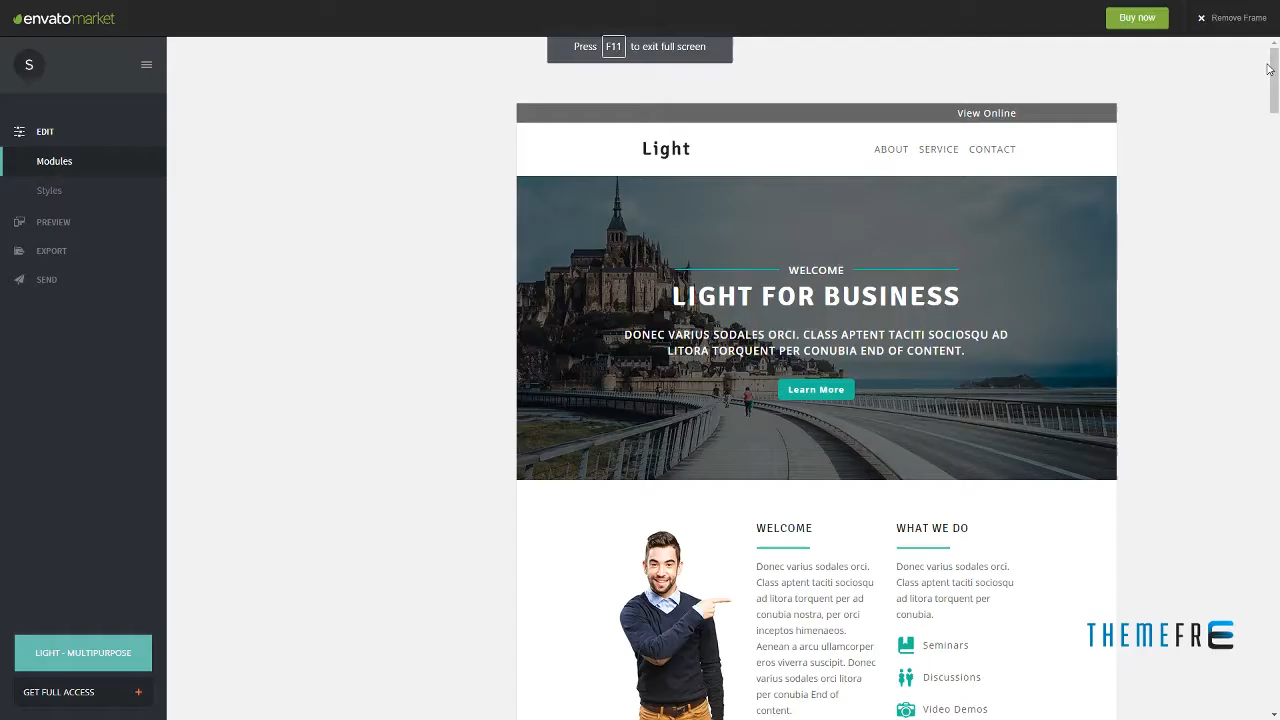 envatomarket
Buy now
× Remove Frame
Press F11 to exit full screen
S
EDIT
Modules
Styles
PREVIEW
EXPORT
SEND
LIGHT - MULTIPURPOSE
GET FULL ACCESS +
View Online
Light
ABOUT SERVICE CONTACT
WELCOME
LIGHT FOR BUSINESS
DONEC VARIUS SODALES ORCI. CLASS APTENT TACITI SOCIOSQU AD
LITORA TORQUENT PER CONUBIA END OF CONTENT.
Learn More
WELCOME
Donec varius sodales orci.
Class aptent taciti sociosqu
ad litora torquent per ad
conubia nostra, per orci
inceptos himenaeos.
Aenean a arcu ullamcorper
eros viverra suscipit. Donec
varius sodales orci litora
per conubia End of
content.
WHAT WE DO
Donec varius sodales orci.
Class aptent taciti sociosqu
ad litora torquent per
conubia.
Seminars
Discussions
Video Demos
THEMEFRE